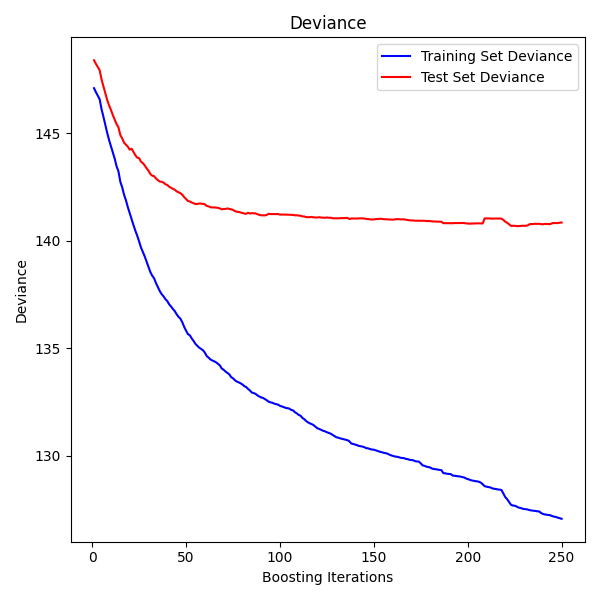 Deviance
Training Set Deviance
Test Set Deviance
145
140
135
130
Deviance
0
50
100
150
200
250
Boosting Iterations